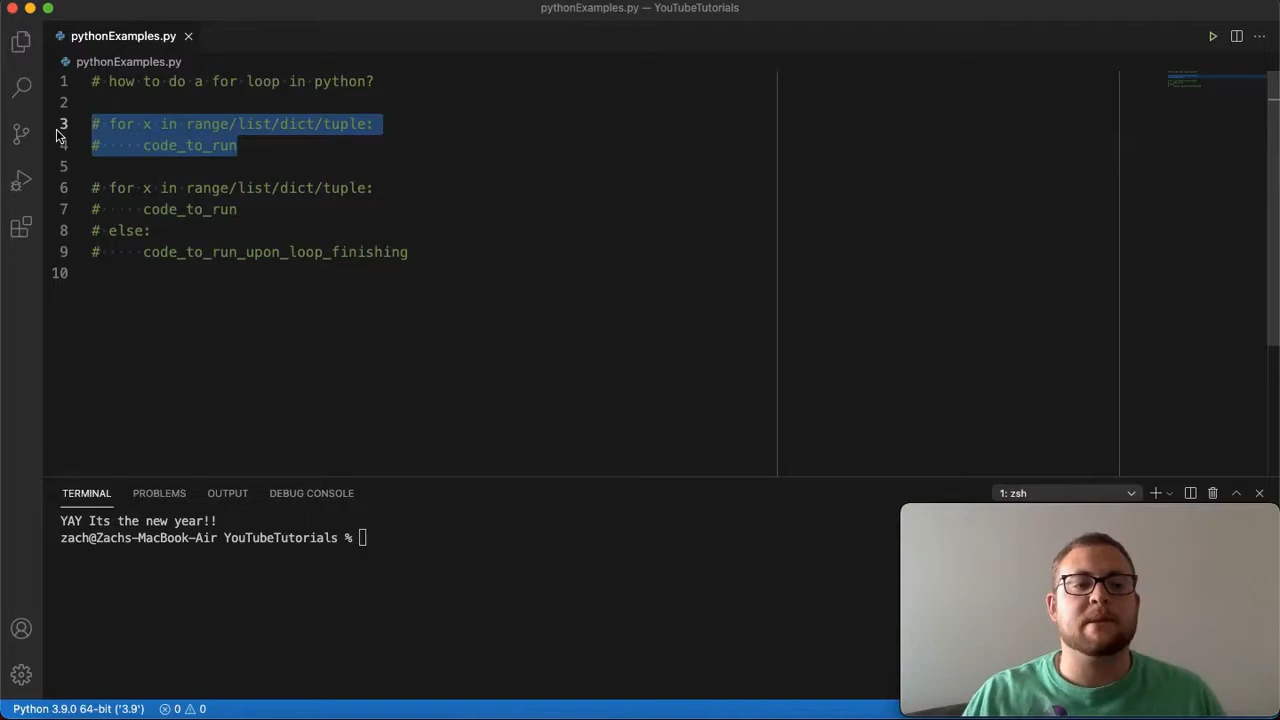 pythonExamples.py — YouTubeTutorials
pythonExamples.py
pythonExamples.py
1 # how to do a for loop in python?
2
3 # for x in range/list/dict/tuple:
4 # ····· code_to_run
5
6 # for x in range/list/dict/tuple:
7 # ····· code_to_run
8 # else:
9 # ····· code_to_run_upon_loop_finishing
10
TERMINAL PROBLEMS OUTPUT DEBUG CONSOLE 1: zsh
YAY Its the new year!!
zach@Zachs-MacBook-Air YouTubeTutorials %
Python 3.9.0 64-bit ('3.9') 0 0